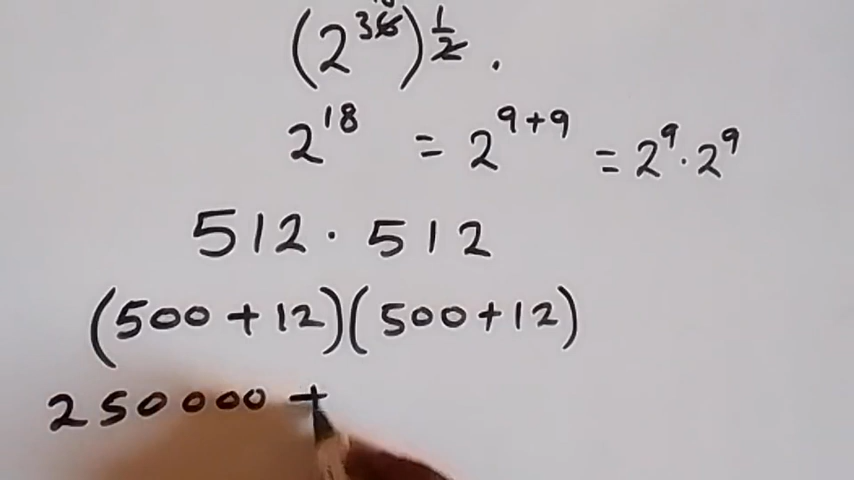 (2^36)^1/2 .
2^18 = 2^9+9 = 2^9 · 2^9
512 · 512
(500 + 12)(500 + 12)
250000 +